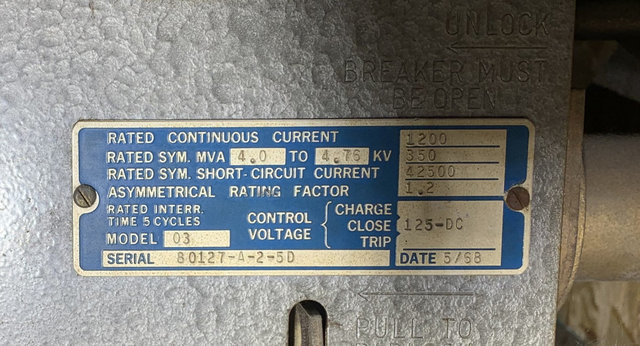 UNLOCK
BREAKER MUST
BE OPEN
RATED CONTINUOUS CURRENT 1200
RATED SYM. MVA 4.0 TO 4.76 KV 350
RATED SYM. SHORT-CIRCUIT CURRENT 42500
ASYMMETRICAL RATING FACTOR 1.2
RATED INTERR.
TIME 5 CYCLES
MODEL 03
CONTROL
VOLTAGE
CHARGE
CLOSE
TRIP
125-DC
SERIAL 80127-A-2-5D DATE 5/68
PULL TO